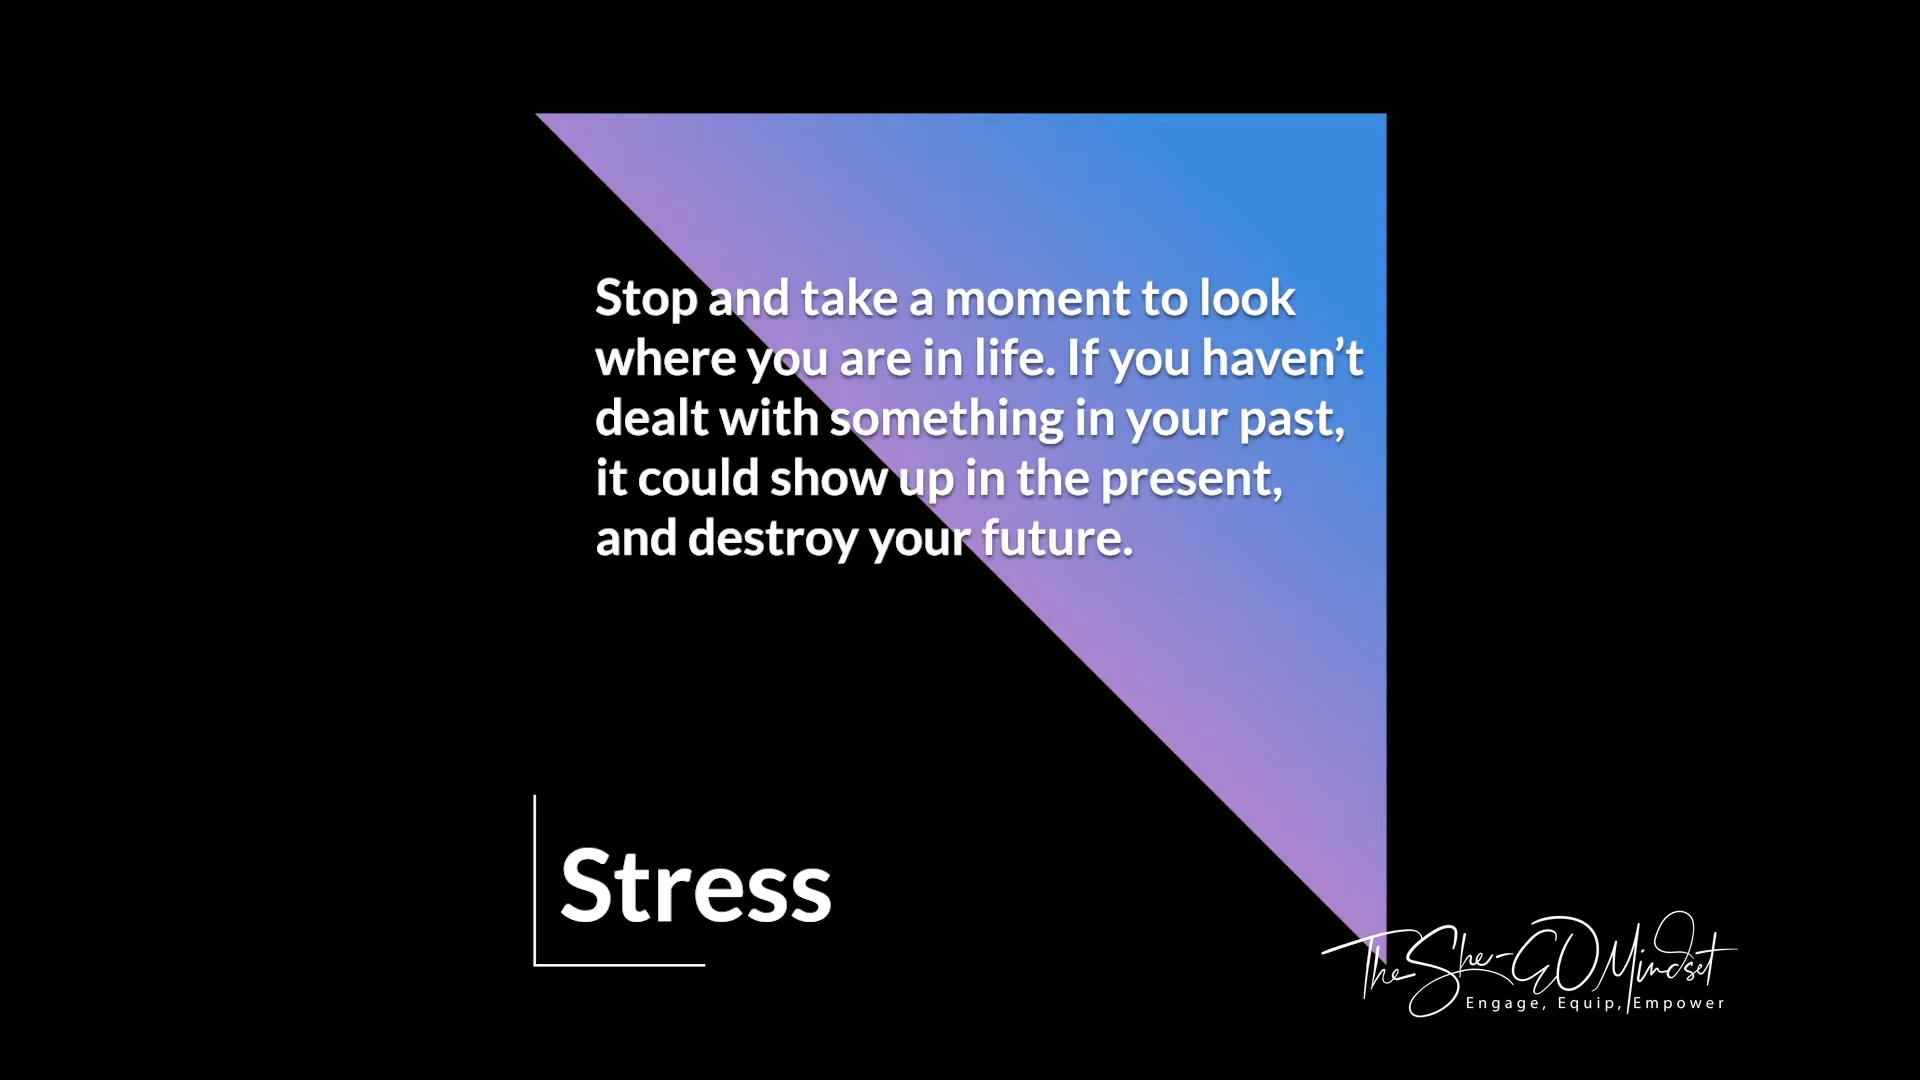 Stop and take a moment to look
where you are in life. If you haven’t
dealt with something in your past,
it could show up in the present,
and destroy your future.
Stress
The She-EO Mindset
Engage, Equip, Empower